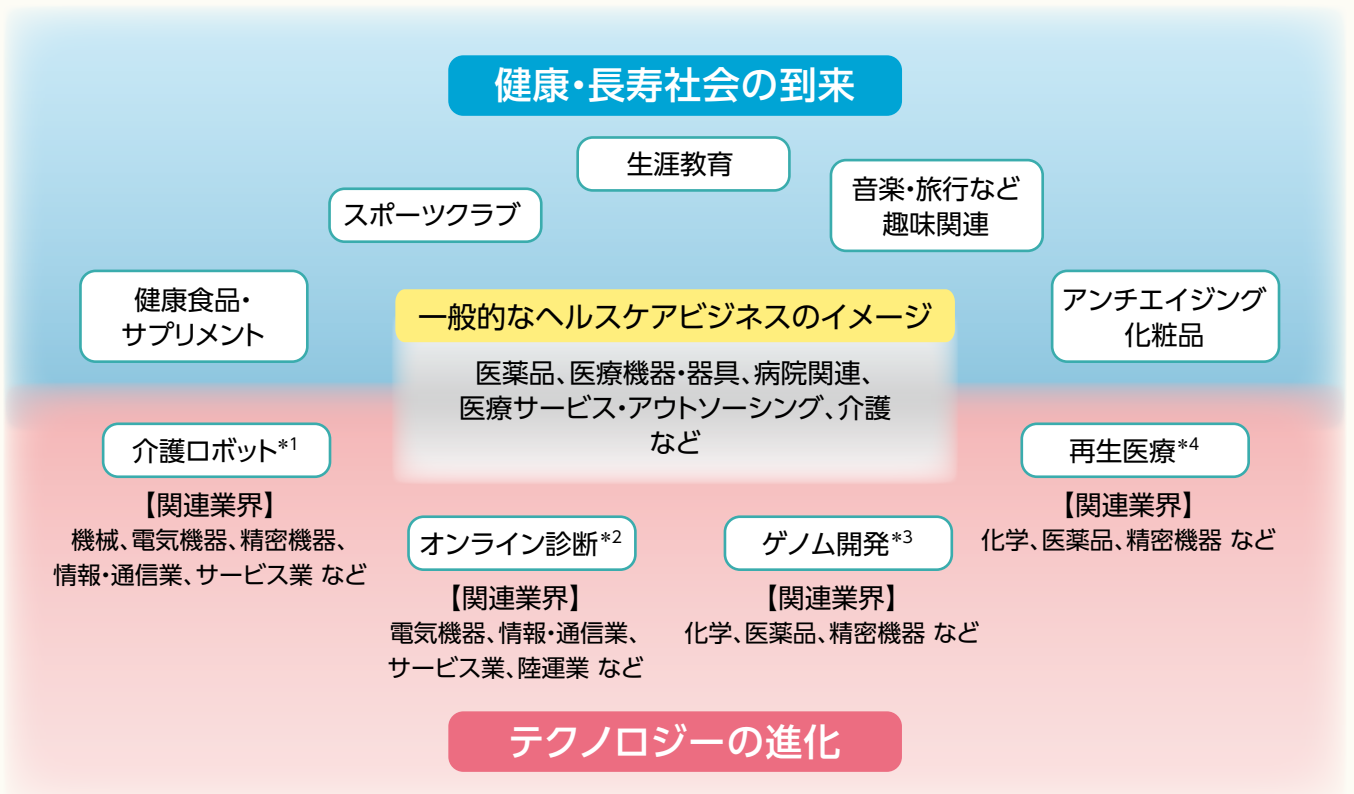 健康・長寿社会の到来
生涯教育
音楽・旅行など
趣味関連
スポーツクラブ
健康食品・
サプリメント
一般的なヘルスケアビジネスのイメージ
アンチエイジング
化粧品
医薬品、医療機器・器具、病院関連、
医療サービス・アウトソーシング、介護
など
介護ロボット*1
【関連業界】
機械、電気機器、精密機器、
情報・通信業、サービス業 など
オンライン診断*2
【関連業界】
電気機器、情報・通信業、
サービス業、陸運業 など
ゲノム開発*3
【関連業界】
化学、医薬品、精密機器 など
再生医療*4
【関連業界】
化学、医薬品、精密機器 など
テクノロジーの進化